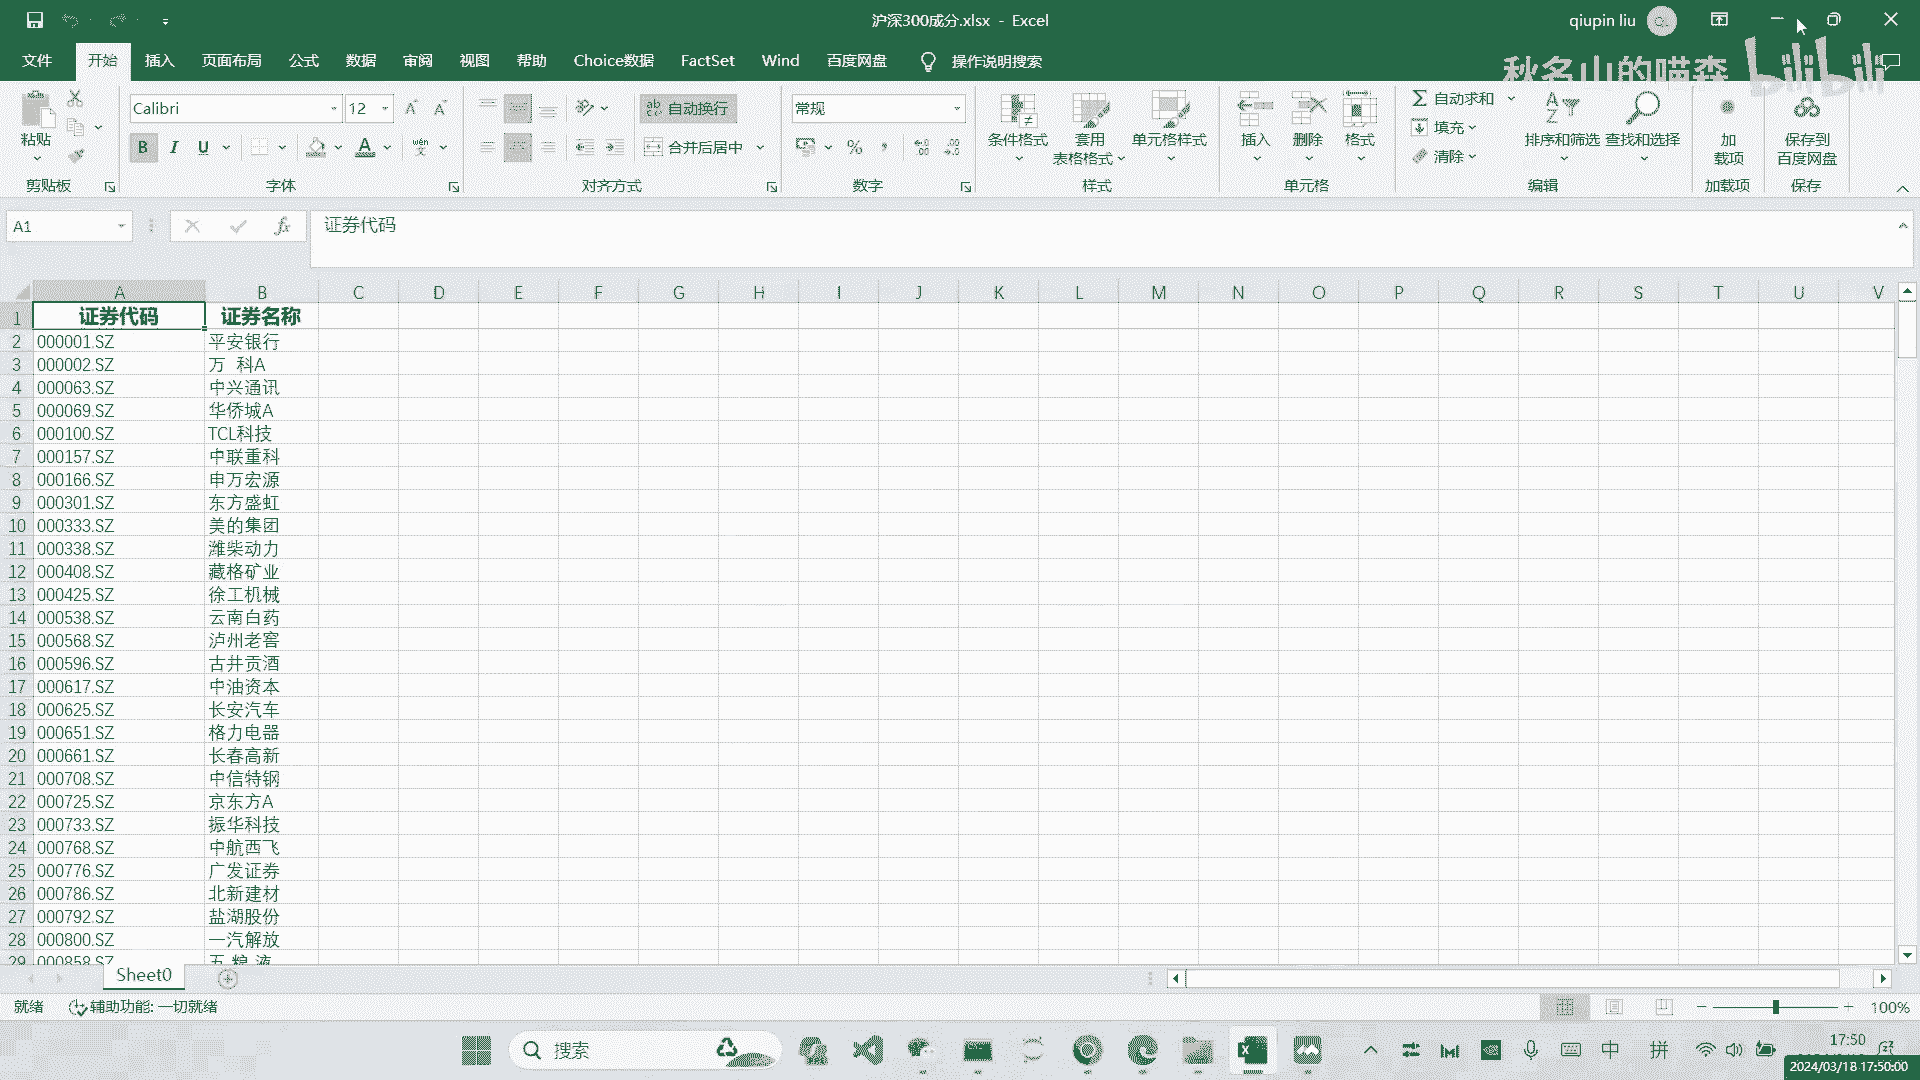 沪深300成分.xlsx - Excel
qiupin liu
QL
文件 开始 插入 页面布局 公式 数据 审阅 视图 帮助 Choice数据 FactSet Wind 百度网盘 操作说明搜索
秋名山的喵森 bilibili
粘贴
Calibri 12
ab 自动换行
常规
条件格式
套用
表格格式
单元格样式
插入
删除
格式
自动求和
填充
清除
排序和筛选
查找和选择
加
载项
保存到
百度网盘
B I U A wén 文
合并后居中
%
剪贴板 字体 对齐方式 数字 样式 单元格 编辑 加载项 保存
A1 fx 证券代码
A B C D E F G H I J K L M N O P Q R S T U V
1 证券代码 证券名称
2 000001.SZ 平安银行
3 000002.SZ 万 科A
4 000063.SZ 中兴通讯
5 000069.SZ 华侨城A
6 000100.SZ TCL科技
7 000157.SZ 中联重科
8 000166.SZ 申万宏源
9 000301.SZ 东方盛虹
10 000333.SZ 美的集团
11 000338.SZ 潍柴动力
12 000408.SZ 藏格矿业
13 000425.SZ 徐工机械
14 000538.SZ 云南白药
15 000568.SZ 泸州老窖
16 000596.SZ 古井贡酒
17 000617.SZ 中油资本
18 000625.SZ 长安汽车
19 000651.SZ 格力电器
20 000661.SZ 长春高新
21 000708.SZ 中信特钢
22 000725.SZ 京东方A
23 000733.SZ 振华科技
24 000768.SZ 中航西飞
25 000776.SZ 广发证券
26 000786.SZ 北新建材
27 000792.SZ 盐湖股份
28 000800.SZ 一汽解放
29 000858.SZ 五 粮 液
Sheet0
就绪 辅助功能: 一切就绪 100%
搜索
中 拼
17:50
2024/03/18 17:50:00